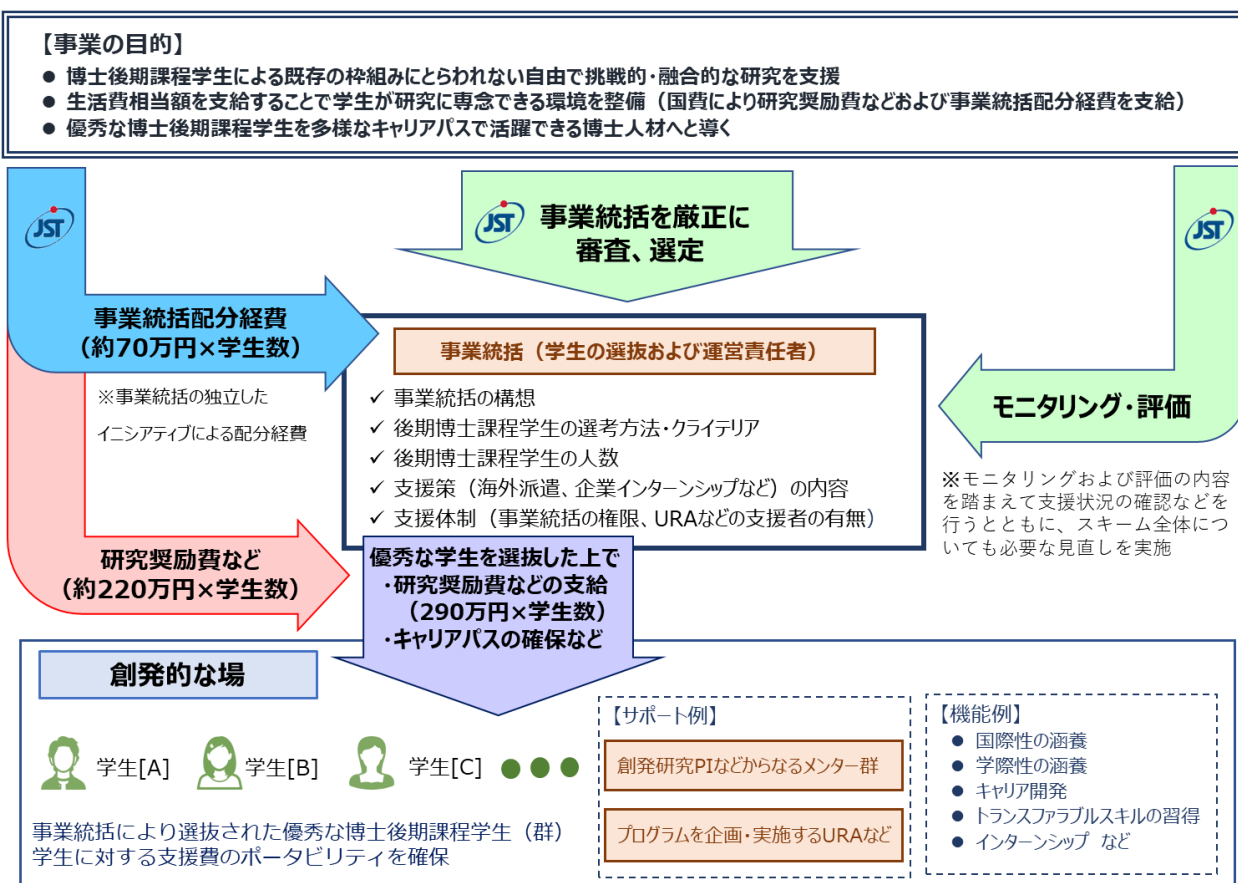 【事業の目的】
● 博士後期課程学生による既存の枠組みにとらわれない自由で挑戦的・融合的な研究を支援
● 生活費相当額を支給することで学生が研究に専念できる環境を整備（国費により研究奨励費などおよび事業統括配分経費を支給）
● 優秀な博士後期課程学生を多様なキャリアパスで活躍できる博士人材へと導く
JST
JST
事業統括を厳正に
審査、選定
JST
事業統括配分経費
（約70万円×学生数）
※事業統括の独立した
イニシアティブによる配分経費
研究奨励費など
（約220万円×学生数）
事業統括（学生の選抜および運営責任者）
✓ 事業統括の構想
✓ 後期博士課程学生の選考方法・クライテリア
✓ 後期博士課程学生の人数
✓ 支援策（海外派遣、企業インターンシップなど）の内容
✓ 支援体制（事業統括の権限、URAなどの支援者の有無）
モニタリング・評価
※モニタリングおよび評価の内容
を踏まえて支援状況の確認などを
行うとともに、スキーム全体につ
いても必要な見直しを実施
優秀な学生を選抜した上で
・研究奨励費などの支給
（290万円×学生数）
・キャリアパスの確保など
創発的な場
学生[A]
学生[B]
学生[C]
事業統括により選抜された優秀な博士後期課程学生（群）
学生に対する支援費のポータビリティを確保
【サポート例】
創発研究PIなどからなるメンター群
プログラムを企画・実施するURAなど
【機能例】
● 国際性の涵養
● 学際性の涵養
● キャリア開発
● トランスファラブルスキルの習得
● インターンシップ など